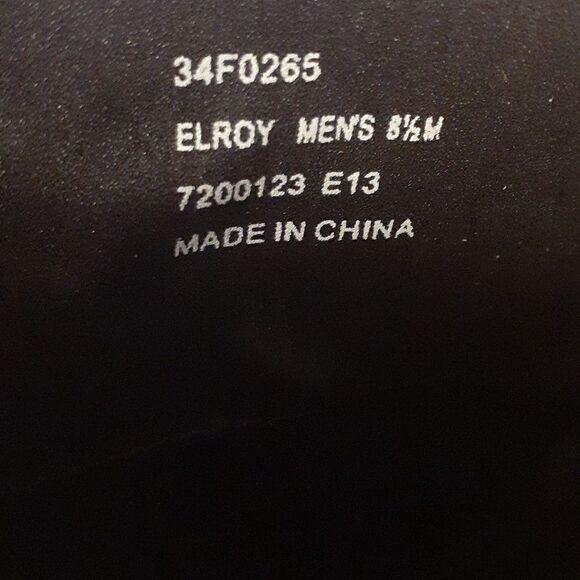 34F0265
ELROY MEN'S 8½M
7200123 E13
MADE IN CHINA